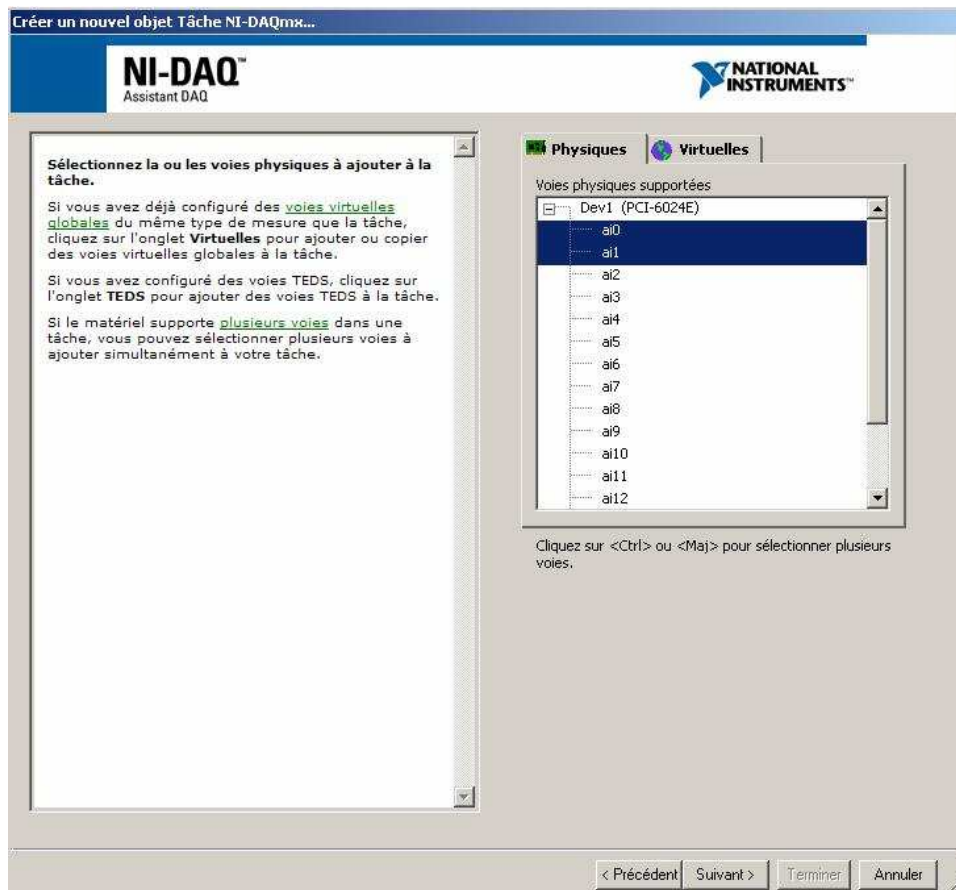 Créer un nouvel objet Tâche NI-DAQmx...
NI-DAQ™
Assistant DAQ
NATIONAL
INSTRUMENTS™
Sélectionnez la ou les voies physiques à ajouter à la
tâche.
Si vous avez déjà configuré des voies virtuelles
globales du même type de mesure que la tâche,
cliquez sur l'onglet Virtuelles pour ajouter ou copier
des voies virtuelles globales à la tâche.
Si vous avez configuré des voies TEDS, cliquez sur
l'onglet TEDS pour ajouter des voies TEDS à la tâche.
Si le matériel supporte plusieurs voies dans une
tâche, vous pouvez sélectionner plusieurs voies à
ajouter simultanément à votre tâche.
Physiques
Virtuelles
Voies physiques supportées
Dev1 (PCI-6024E)
ai0
ai1
ai2
ai3
ai4
ai5
ai6
ai7
ai8
ai9
ai10
ai11
ai12
Cliquez sur <Ctrl> ou <Maj> pour sélectionner plusieurs
voies.
< Précédent
Suivant >
Terminer
Annuler